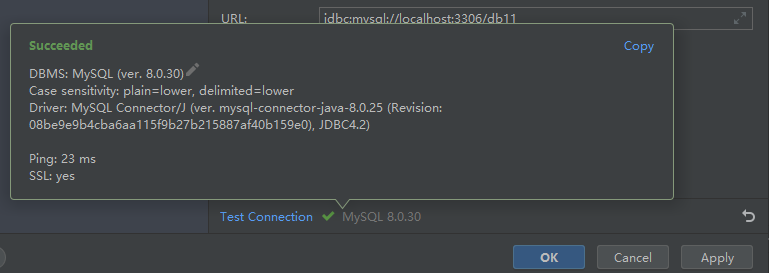 URL:
jdbc:mysql://localhost:3306/db11
Succeeded
Copy
DBMS: MySQL (ver. 8.0.30)
Case sensitivity: plain=lower, delimited=lower
Driver: MySQL Connector/J (ver. mysql-connector-java-8.0.25 (Revision:
08be9e9b4cba6aa115f9b27b215887af40b159e0), JDBC4.2)
Ping: 23 ms
SSL: yes
Test Connection
MySQL 8.0.30
OK
Cancel
Apply